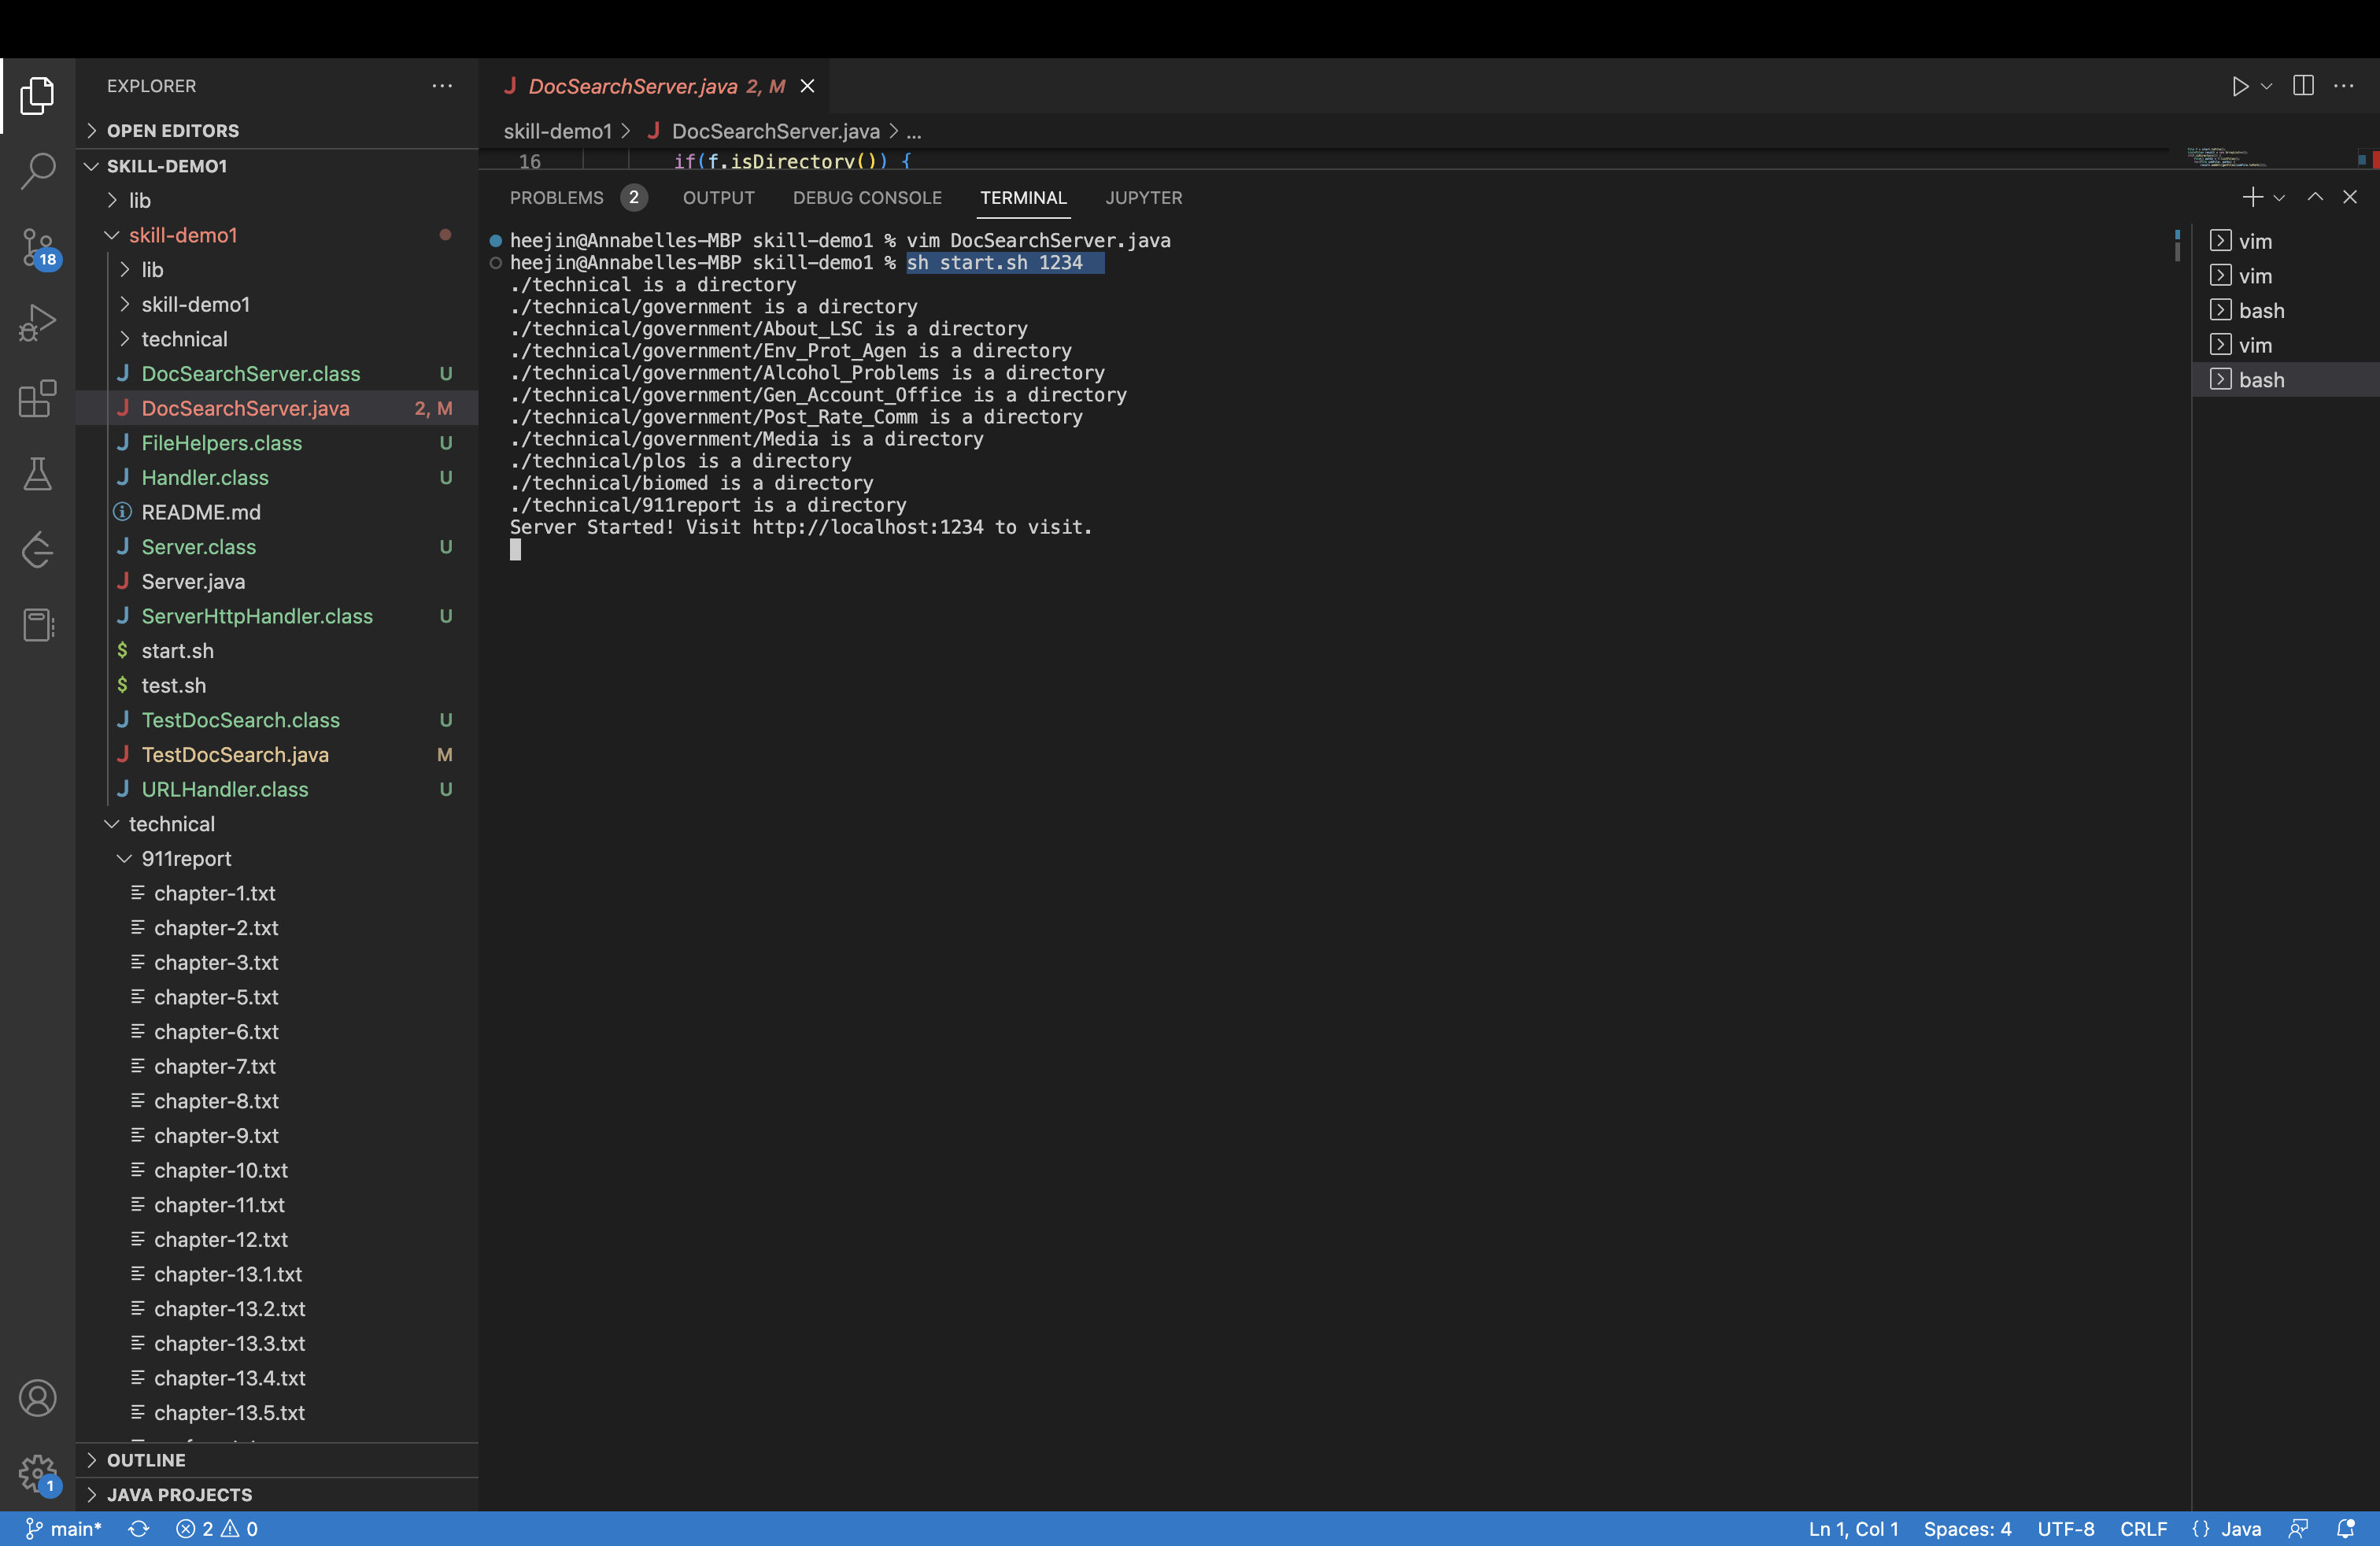 EXPLORER
OPEN EDITORS
SKILL-DEMO1
lib
skill-demo1
lib
skill-demo1
technical
DocSearchServer.class U
DocSearchServer.java 2, M
FileHelpers.class U
Handler.class U
README.md
Server.class U
Server.java
ServerHttpHandler.class U
start.sh
test.sh
TestDocSearch.class U
TestDocSearch.java M
URLHandler.class U
technical
911report
chapter-1.txt
chapter-2.txt
chapter-3.txt
chapter-5.txt
chapter-6.txt
chapter-7.txt
chapter-8.txt
chapter-9.txt
chapter-10.txt
chapter-11.txt
chapter-12.txt
chapter-13.1.txt
chapter-13.2.txt
chapter-13.3.txt
chapter-13.4.txt
chapter-13.5.txt
OUTLINE
JAVA PROJECTS
18
1
J DocSearchServer.java 2, M
skill-demo1 > J DocSearchServer.java > ...
16 if(f.isDirectory()) {
PROBLEMS 2 OUTPUT DEBUG CONSOLE TERMINAL JUPYTER
heejin@Annabelles-MBP skill-demo1 % vim DocSearchServer.java
heejin@Annabelles-MBP skill-demo1 % sh start.sh 1234
./technical is a directory
./technical/government is a directory
./technical/government/About_LSC is a directory
./technical/government/Env_Prot_Agen is a directory
./technical/government/Alcohol_Problems is a directory
./technical/government/Gen_Account_Office is a directory
./technical/government/Post_Rate_Comm is a directory
./technical/government/Media is a directory
./technical/plos is a directory
./technical/biomed is a directory
./technical/911report is a directory
Server Started! Visit http://localhost:1234 to visit.
vim
vim
bash
vim
bash
main* 2 0
Ln 1, Col 1 Spaces: 4 UTF-8 CRLF {} Java